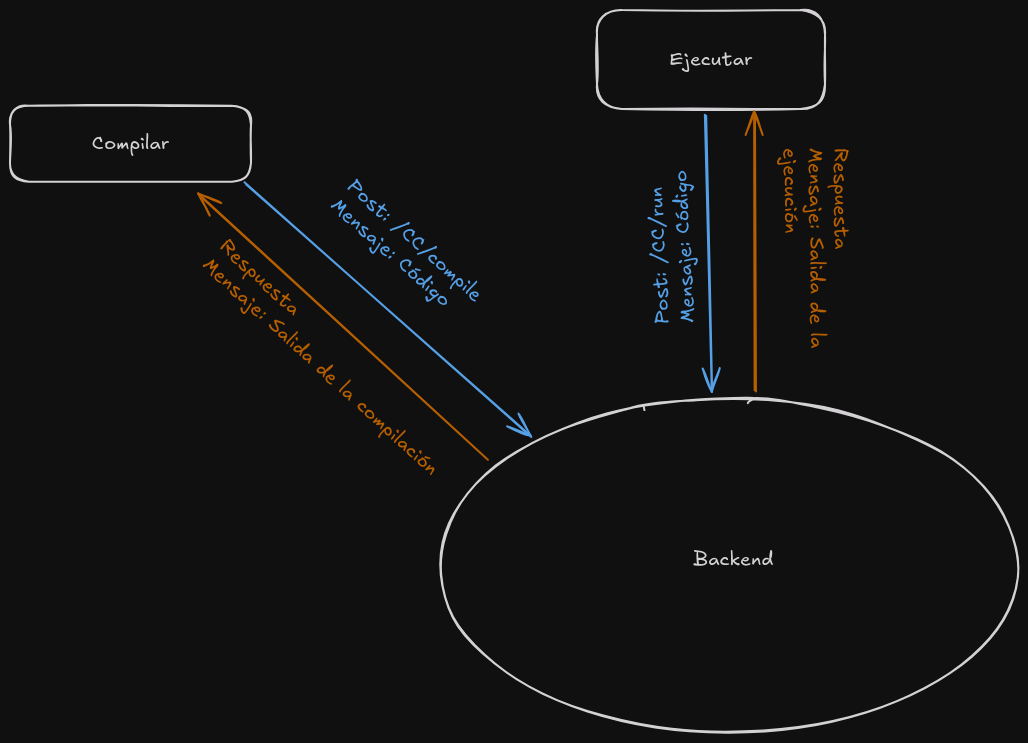 Ejecutar
Compilar
Post: /CC/compile
Mensaje: Código
Respuesta
Mensaje: Salida de la compilación
Post: /CC/run
Mensaje: Código
Respuesta
Mensaje: Salida de la
ejecución
Backend